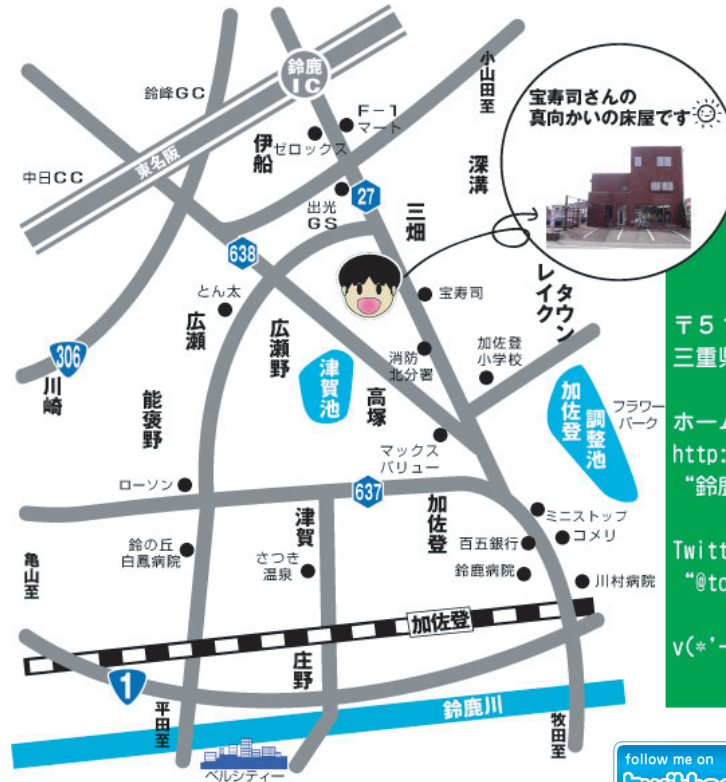 鈴峰GC
鈴鹿
IC
小山田至
宝寿司さんの
真向かいの床屋です
F-1
マート
ゼロックス
伊船
深溝
中日CC
東名阪
出光
GS
27
三畑
638
とん太
広瀬
広瀬野
宝寿司
レイク
タウン
306
川崎
能褒野
津賀池
高塚
消防
北分署
加佐登
小学校
加佐登
調整池
フラワー
パーク
マックス
バリュー
ローソン
637
津賀
加佐登
ミニストップ
コメリ
百五銀行
鈴の丘
白鳳病院
さつき
温泉
鈴鹿病院
川村病院
亀山至
加佐登
1
庄野
平田至
鈴鹿川
牧田至
ベルシティー
三重県
ホーム
http:
“鈴鹿
Twitt
“@to
v(*'-
follow me on